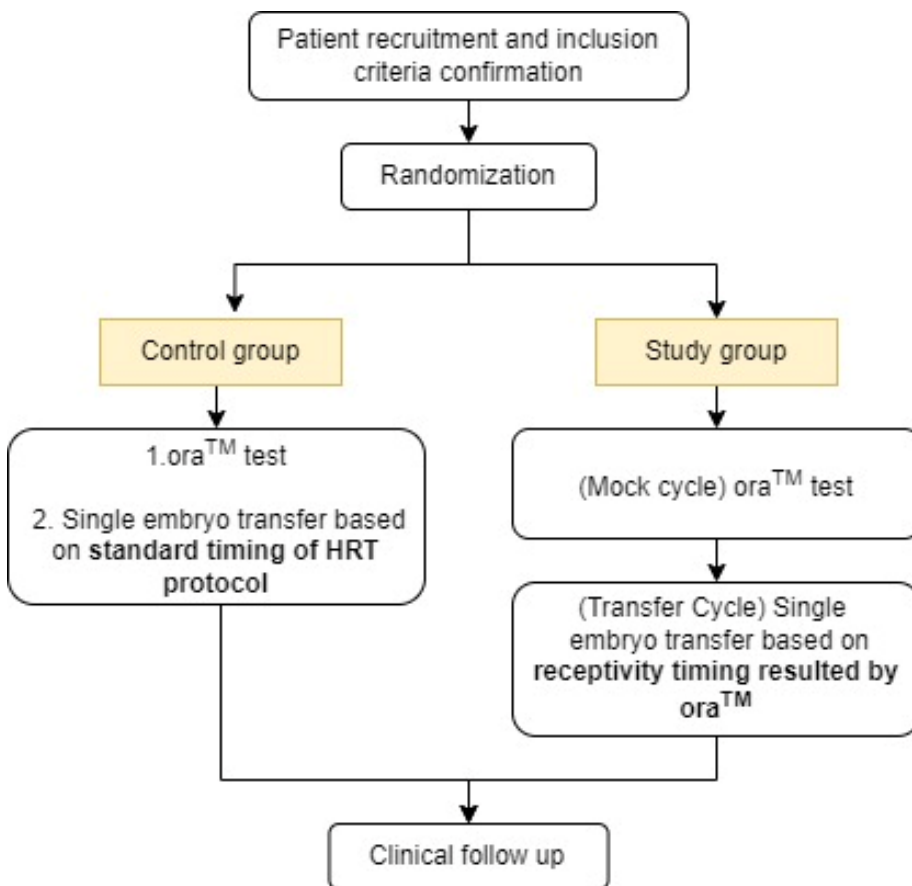 Patient recruitment and inclusion
criteria confirmation
Randomization
Control group
Study group
1.ora™ test
2. Single embryo transfer based
on standard timing of HRT
protocol
(Mock cycle) ora™ test
(Transfer Cycle) Single
embryo transfer based on
receptivity timing resulted by
ora™
Clinical follow up